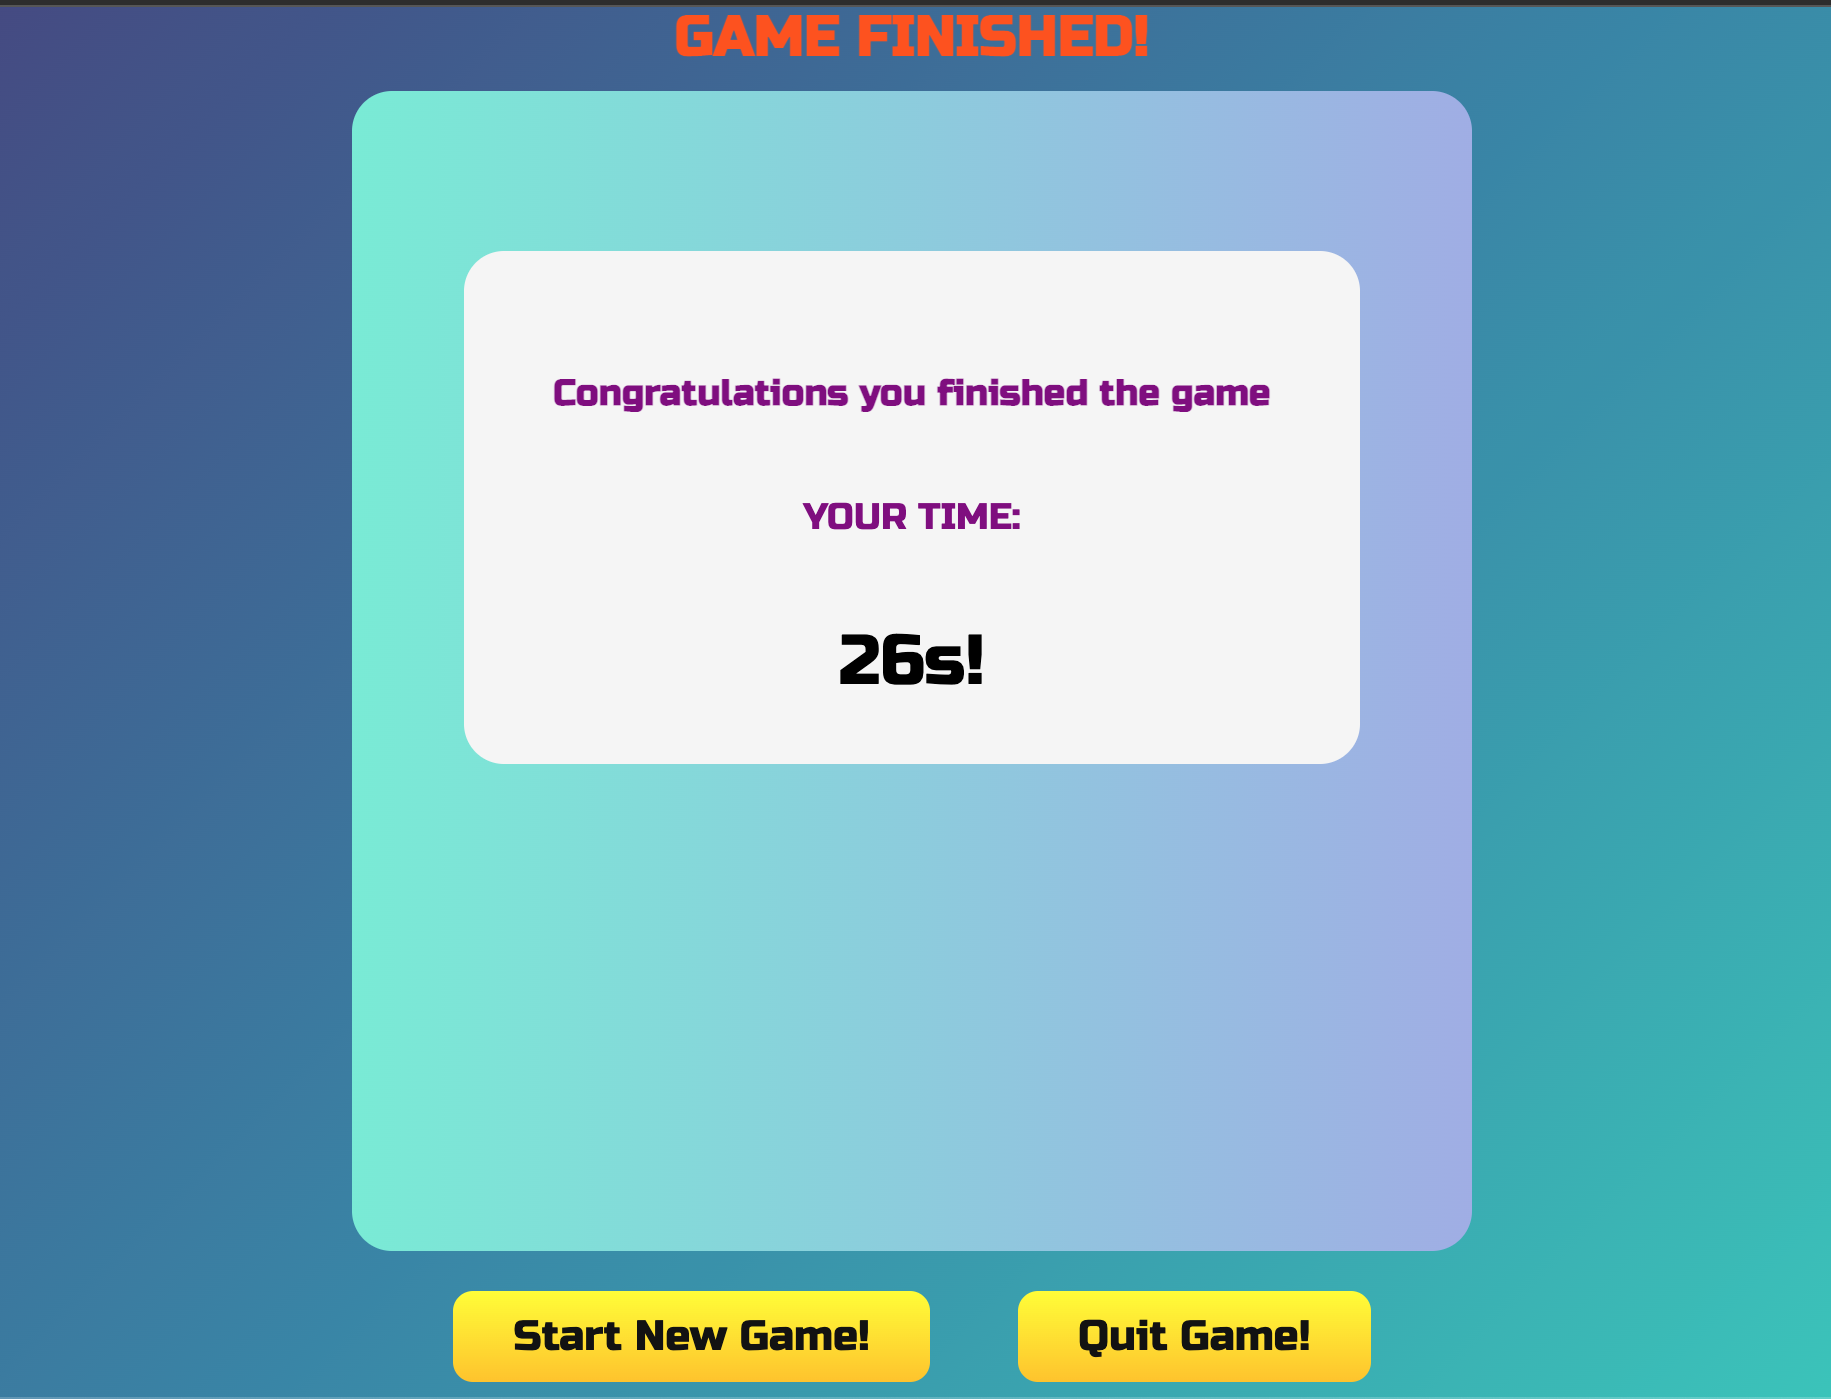 GAME FINISHED!
Congratulations you finished the game
YOUR TIME:
26s!
Start New Game!
Quit Game!